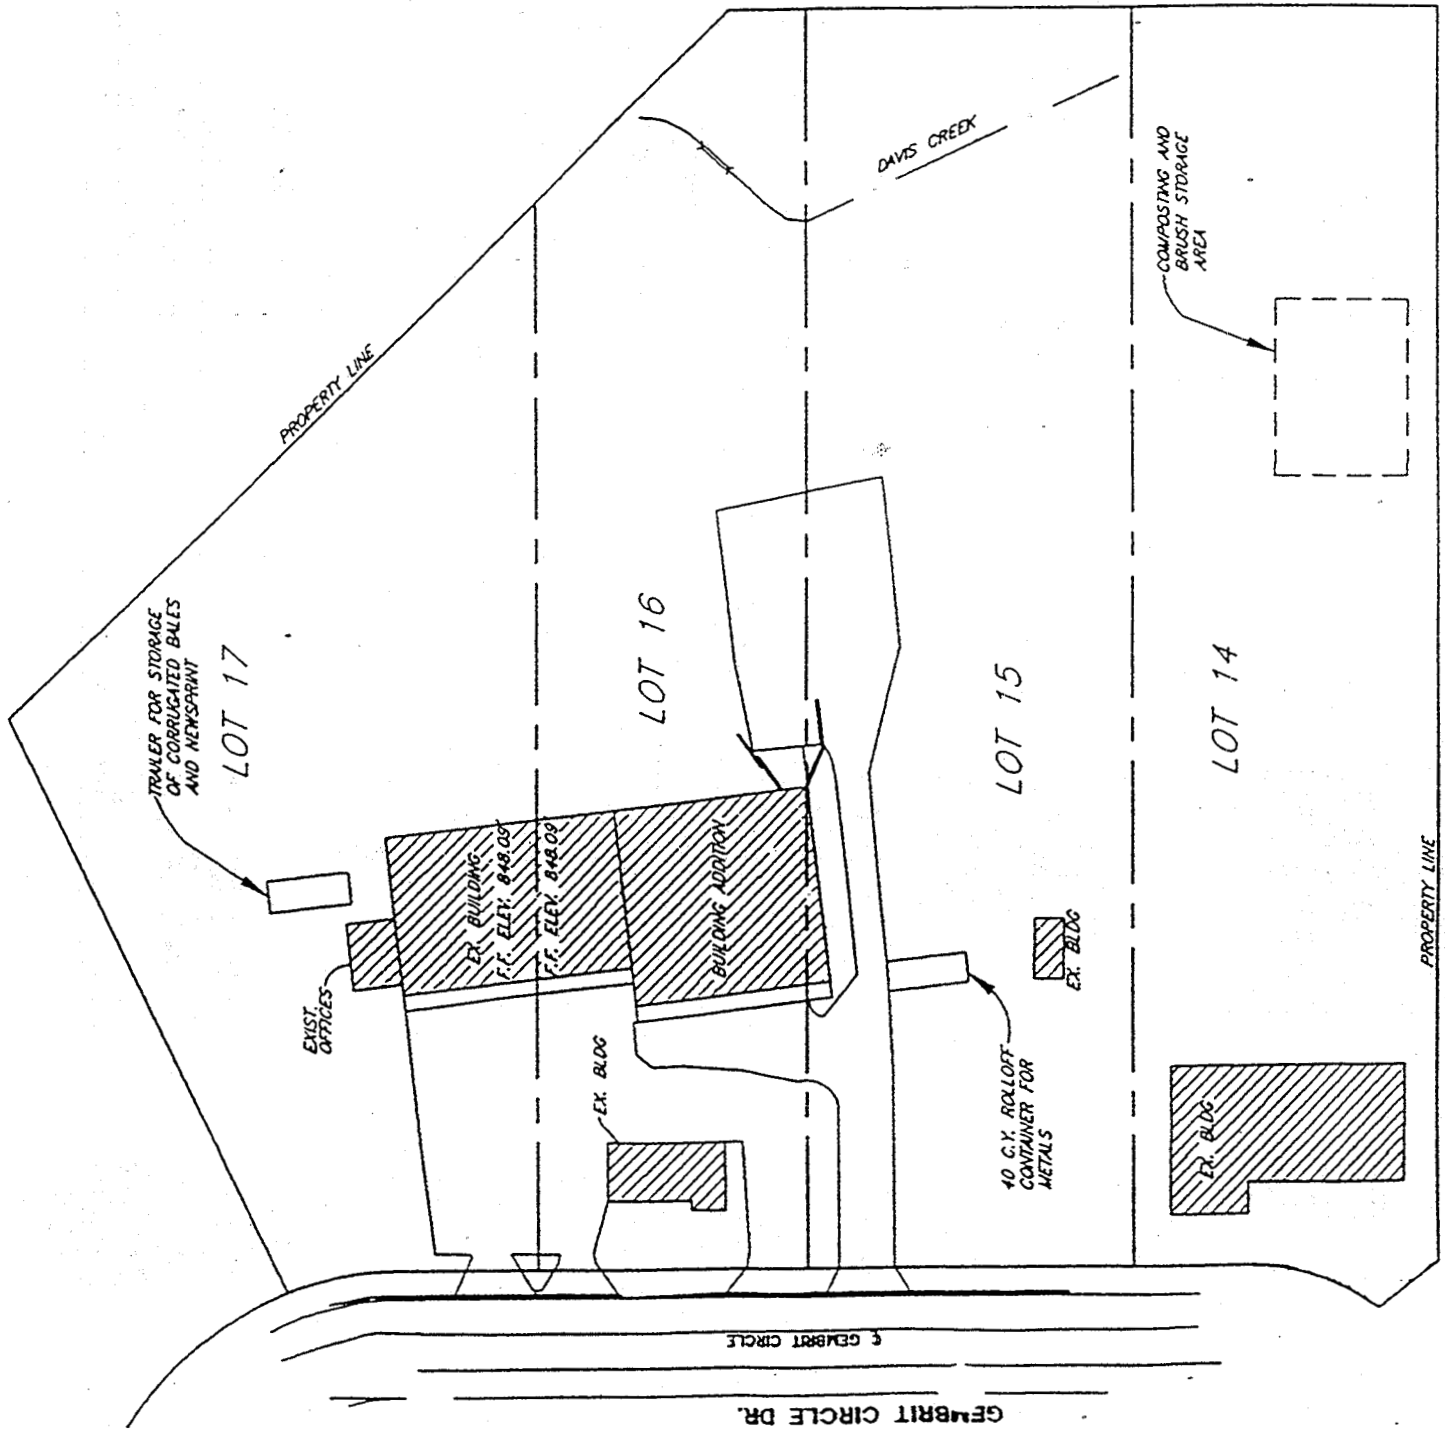 PROPERTY LINE
DAVIS CREEK
COMPOSTING AND
BRUSH STORAGE
AREA
TRAILER FOR STORAGE
OF CORRUGATED BALES
AND NEWSPRINT
LOT 17
LOT 16
LOT 15
LOT 14
EX. BUILDING
F.F. ELEV. 848.09
F.F. ELEV. 848.09
BUILDING ADDITION
EXIST.
OFFICES
EX. BLDG
EX. BLDG
40 C.Y. ROLLOFF
CONTAINER FOR
METALS
EX. BLDG
PROPERTY LINE
℄ GEMBRIT CIRCLE
GEMBRIT CIRCLE DR.